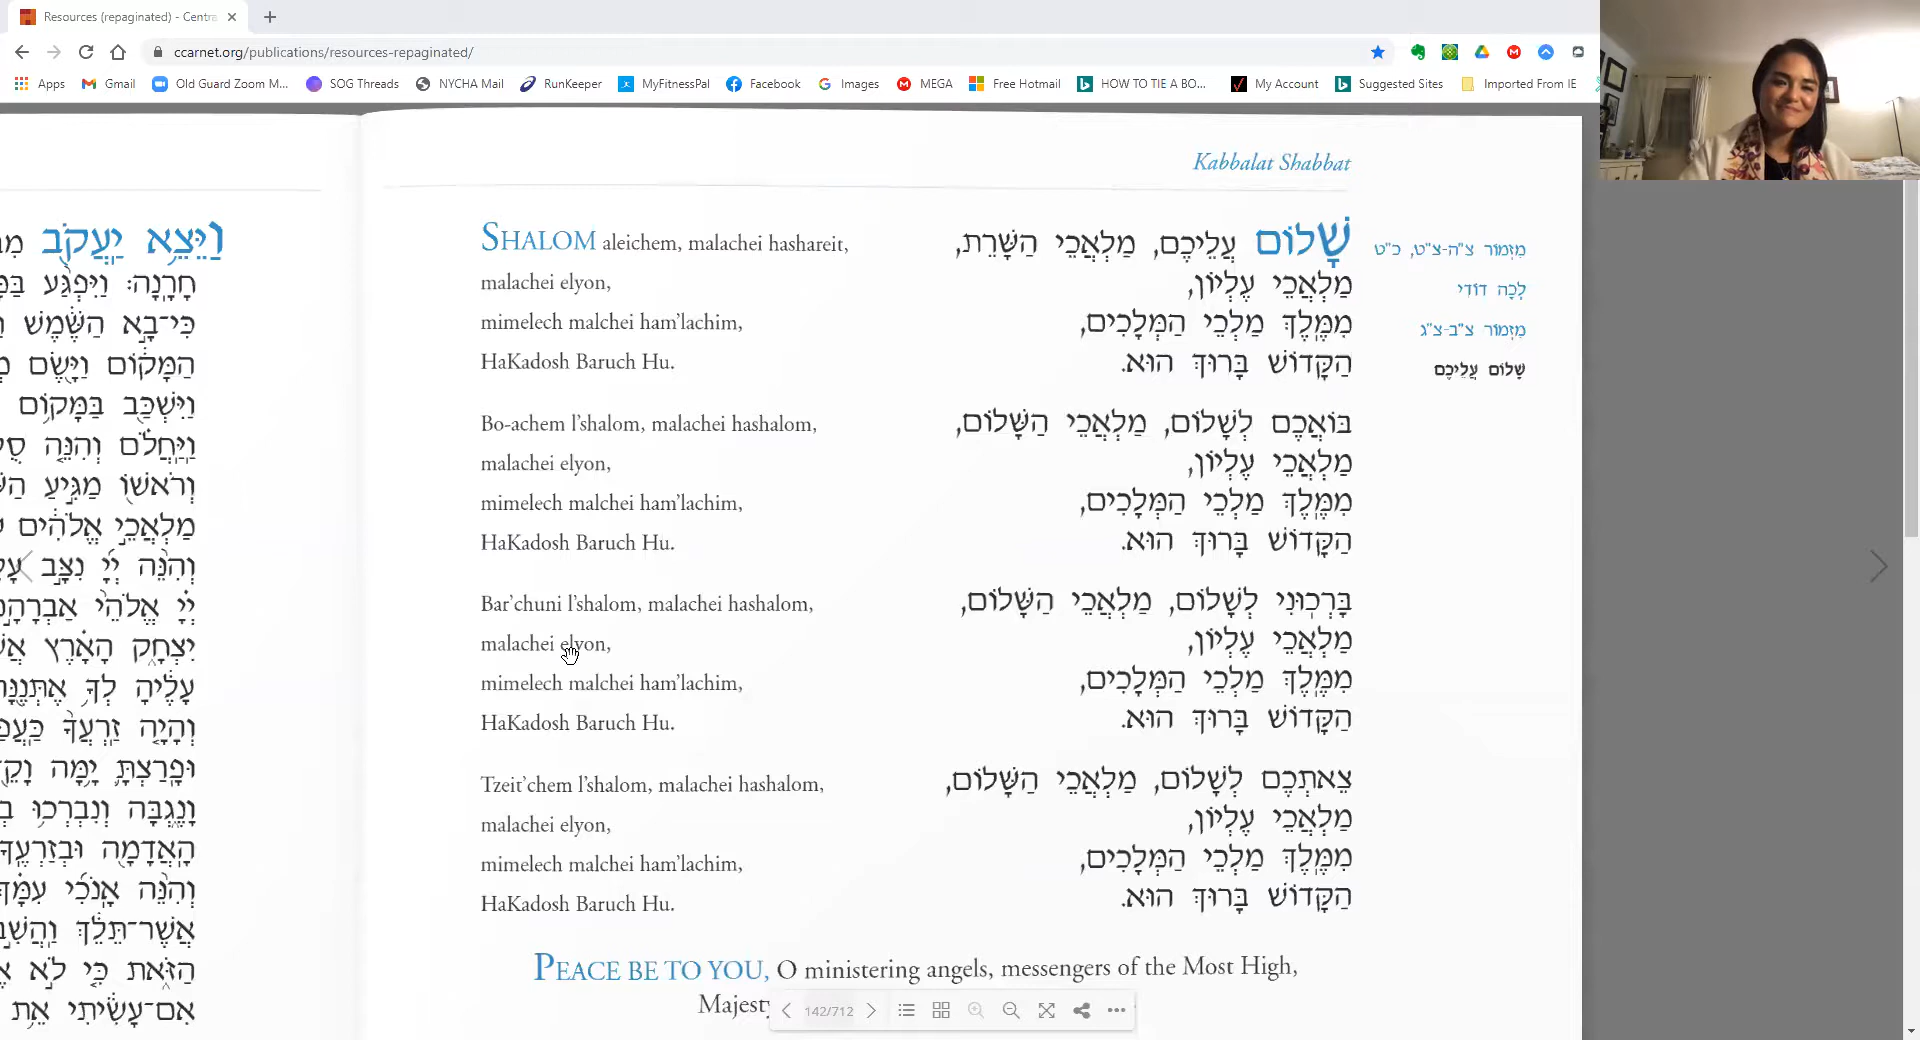 Resources (repaginated) - Centra
ccarnet.org/publications/resources-repaginated/
Apps Gmail Old Guard Zoom M... SOG Threads NYCHA Mail RunKeeper MyFitnessPal Facebook Images MEGA Free Hotmail HOW TO TIE A BO... My Account Suggested Sites Imported From IE
Kabbalat Shabbat
SHALOM aleichem, malachei hashareit,
malachei elyon,
mimelech malchei ham'lachim,
HaKadosh Baruch Hu.
Bo-achem l'shalom, malachei hashalom,
malachei elyon,
mimelech malchei ham'lachim,
HaKadosh Baruch Hu.
Bar'chuni l'shalom, malachei hashalom,
malachei elyon,
mimelech malchei ham'lachim,
HaKadosh Baruch Hu.
Tzeit'chem l'shalom, malachei hashalom,
malachei elyon,
mimelech malchei ham'lachim,
HaKadosh Baruch Hu.
שָׁלוֹם עֲלֵיכֶם, מַלְאֲכֵי הַשָּׁרֵת,
מַלְאֲכֵי עֶלְיוֹן,
מִמֶּֽלֶךְ מַלְכֵי הַמְּלָכִים,
הַקָּדוֹשׁ בָּרוּךְ הוּא.
בּוֹאֲכֶם לְשָׁלוֹם, מַלְאֲכֵי הַשָּׁלוֹם,
מַלְאֲכֵי עֶלְיוֹן,
מִמֶּֽלֶךְ מַלְכֵי הַמְּלָכִים,
הַקָּדוֹשׁ בָּרוּךְ הוּא.
בָּרְכֽוּנִי לְשָׁלוֹם, מַלְאֲכֵי הַשָּׁלוֹם,
מַלְאֲכֵי עֶלְיוֹן,
מִמֶּֽלֶךְ מַלְכֵי הַמְּלָכִים,
הַקָּדוֹשׁ בָּרוּךְ הוּא.
צֵאתְכֶם לְשָׁלוֹם, מַלְאֲכֵי הַשָּׁלוֹם,
מַלְאֲכֵי עֶלְיוֹן,
מִמֶּֽלֶךְ מַלְכֵי הַמְּלָכִים,
הַקָּדוֹשׁ בָּרוּךְ הוּא.
מִזְמוֹר צ"ה-צ"ט, כ"ט
לְכָה דוֹדִי
מִזְמוֹר צ"ב-צ"ג
שָׁלוֹם עֲלֵיכֶם
PEACE BE TO YOU, O ministering angels, messengers of the Most High,
Majesty
142/712
וַיֵּצֵ֥א יַעֲקֹ֖ב
חָרָֽנָה׃ וַיִּפְגַּ֨ע
כִּי־בָ֣א הַשֶּׁ֔מֶשׁ
הַמָּק֗וֹם וַיָּ֙שֶׂם֙
וַיִּשְׁכַּ֖ב בַּמָּק֥וֹם
וַֽיַּחֲלֹ֗ם וְהִנֵּ֤ה
וְרֹאשׁ֖וֹ מַגִּ֣יעַ
מַלְאֲכֵ֣י אֱלֹהִ֔ים
וְהִנֵּ֨ה יְיָ֜ נִצָּ֣ב
יְיָ֗ אֱלֹהֵי֙
יִצְחָ֑ק הָאָ֗רֶץ
עָלֶ֔יהָ לְךָ֥
וְהָיָ֤ה זַרְעֲךָ֙
וּפָרַצְתָּ֛ יָ֥מָּה
וָנֶ֑גְבָּה וְנִבְרְכ֥וּ
הָאֲדָמָ֖ה וּבְזַרְעֶֽךָ
וְהִנֵּ֨ה אָנֹכִ֜י עִמָּ֗ךְ
אֲשֶׁר־תֵּלֵ֔ךְ
הַזֹּ֑את כִּ֚י לֹ֣א
אִם־עָשִׂ֔יתִי אֵ֥ת